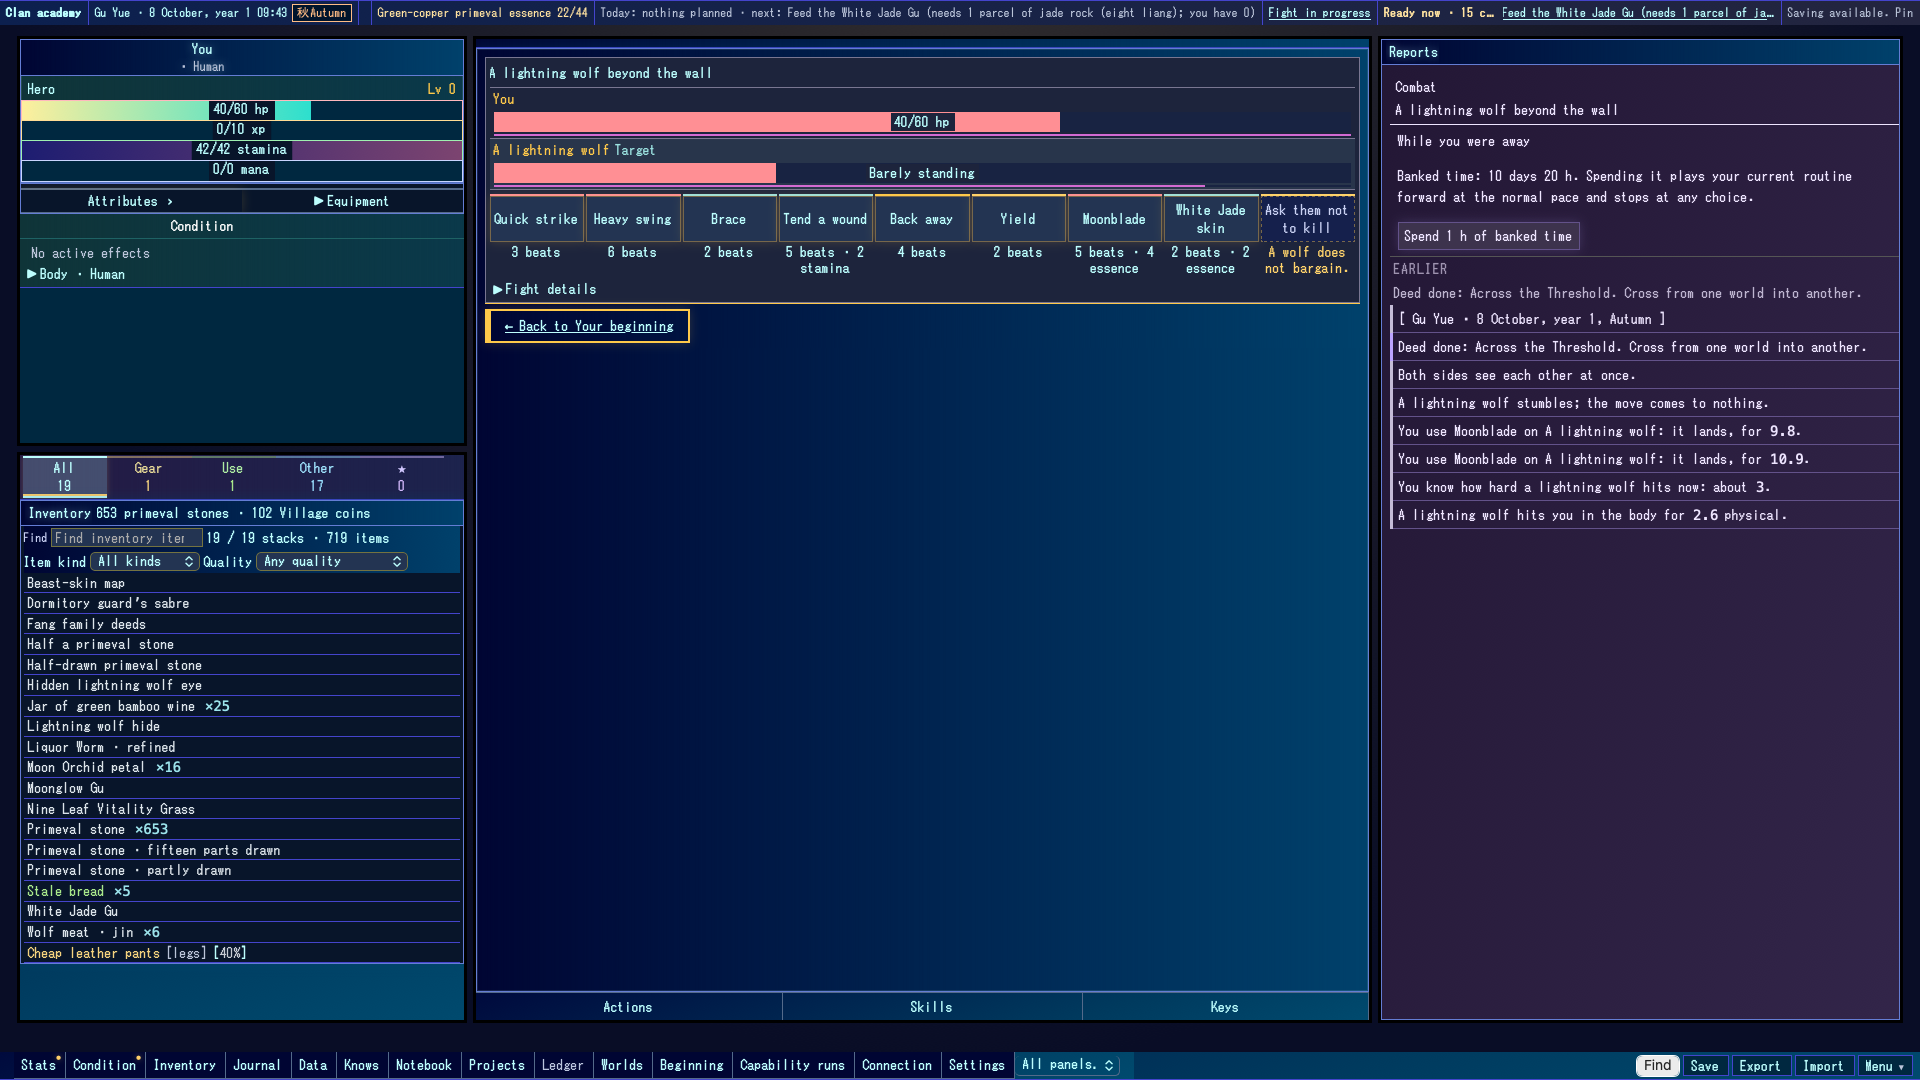 Clan academy
Gu Yue · 8 October, year 1 09:43 秋Autumn
Green-copper primeval essence 22/44
Today: nothing planned · next: Feed the White Jade Gu (needs 1 parcel of jade rock (eight liang); you have 0)
Fight in progress
Ready now · 15 c… Feed the White Jade Gu (needs 1 parcel of ja…
Saving available. Pin
You
· Human
Hero Lv 0
40/60 hp
0/10 xp
42/42 stamina
0/0 mana
Attributes › ▶Equipment
Condition
No active effects
▶Body · Human
All Gear Use Other ★
19 1 1 17 0
Inventory 653 primeval stones · 102 Village coins
Find Find inventory iter 19 / 19 stacks · 719 items
Item kind All kinds Quality Any quality
Beast-skin map
Dormitory guard's sabre
Fang family deeds
Half a primeval stone
Half-drawn primeval stone
Hidden lightning wolf eye
Jar of green bamboo wine ×25
Lightning wolf hide
Liquor Worm · refined
Moon Orchid petal ×16
Moonglow Gu
Nine Leaf Vitality Grass
Primeval stone ×653
Primeval stone · fifteen parts drawn
Primeval stone · partly drawn
Stale bread ×5
White Jade Gu
Wolf meat · jin ×6
Cheap leather pants [legs] [40%]
A lightning wolf beyond the wall
You
40/60 hp
A lightning wolf Target
Barely standing
Quick strike
3 beats
Heavy swing
6 beats
Brace
2 beats
Tend a wound
5 beats · 2
stamina
Back away
4 beats
Yield
2 beats
Moonblade
5 beats · 4
essence
White Jade
skin
2 beats · 2
essence
Ask them not
to kill
A wolf does
not bargain.
▶Fight details
← Back to Your beginning
Actions Skills Keys
Reports
Combat
A lightning wolf beyond the wall
While you were away
Banked time: 10 days 20 h. Spending it plays your current routine
forward at the normal pace and stops at any choice.
Spend 1 h of banked time
EARLIER
Deed done: Across the Threshold. Cross from one world into another.
[ Gu Yue · 8 October, year 1, Autumn ]
Deed done: Across the Threshold. Cross from one world into another.
Both sides see each other at once.
A lightning wolf stumbles; the move comes to nothing.
You use Moonblade on A lightning wolf: it lands, for 9.8.
You use Moonblade on A lightning wolf: it lands, for 10.9.
You know how hard a lightning wolf hits now: about 3.
A lightning wolf hits you in the body for 2.6 physical.
Stats Condition Inventory Journal Data Knows Notebook Projects Ledger Worlds Beginning Capability runs Connection Settings All panels.
Find Save Export Import Menu ▾